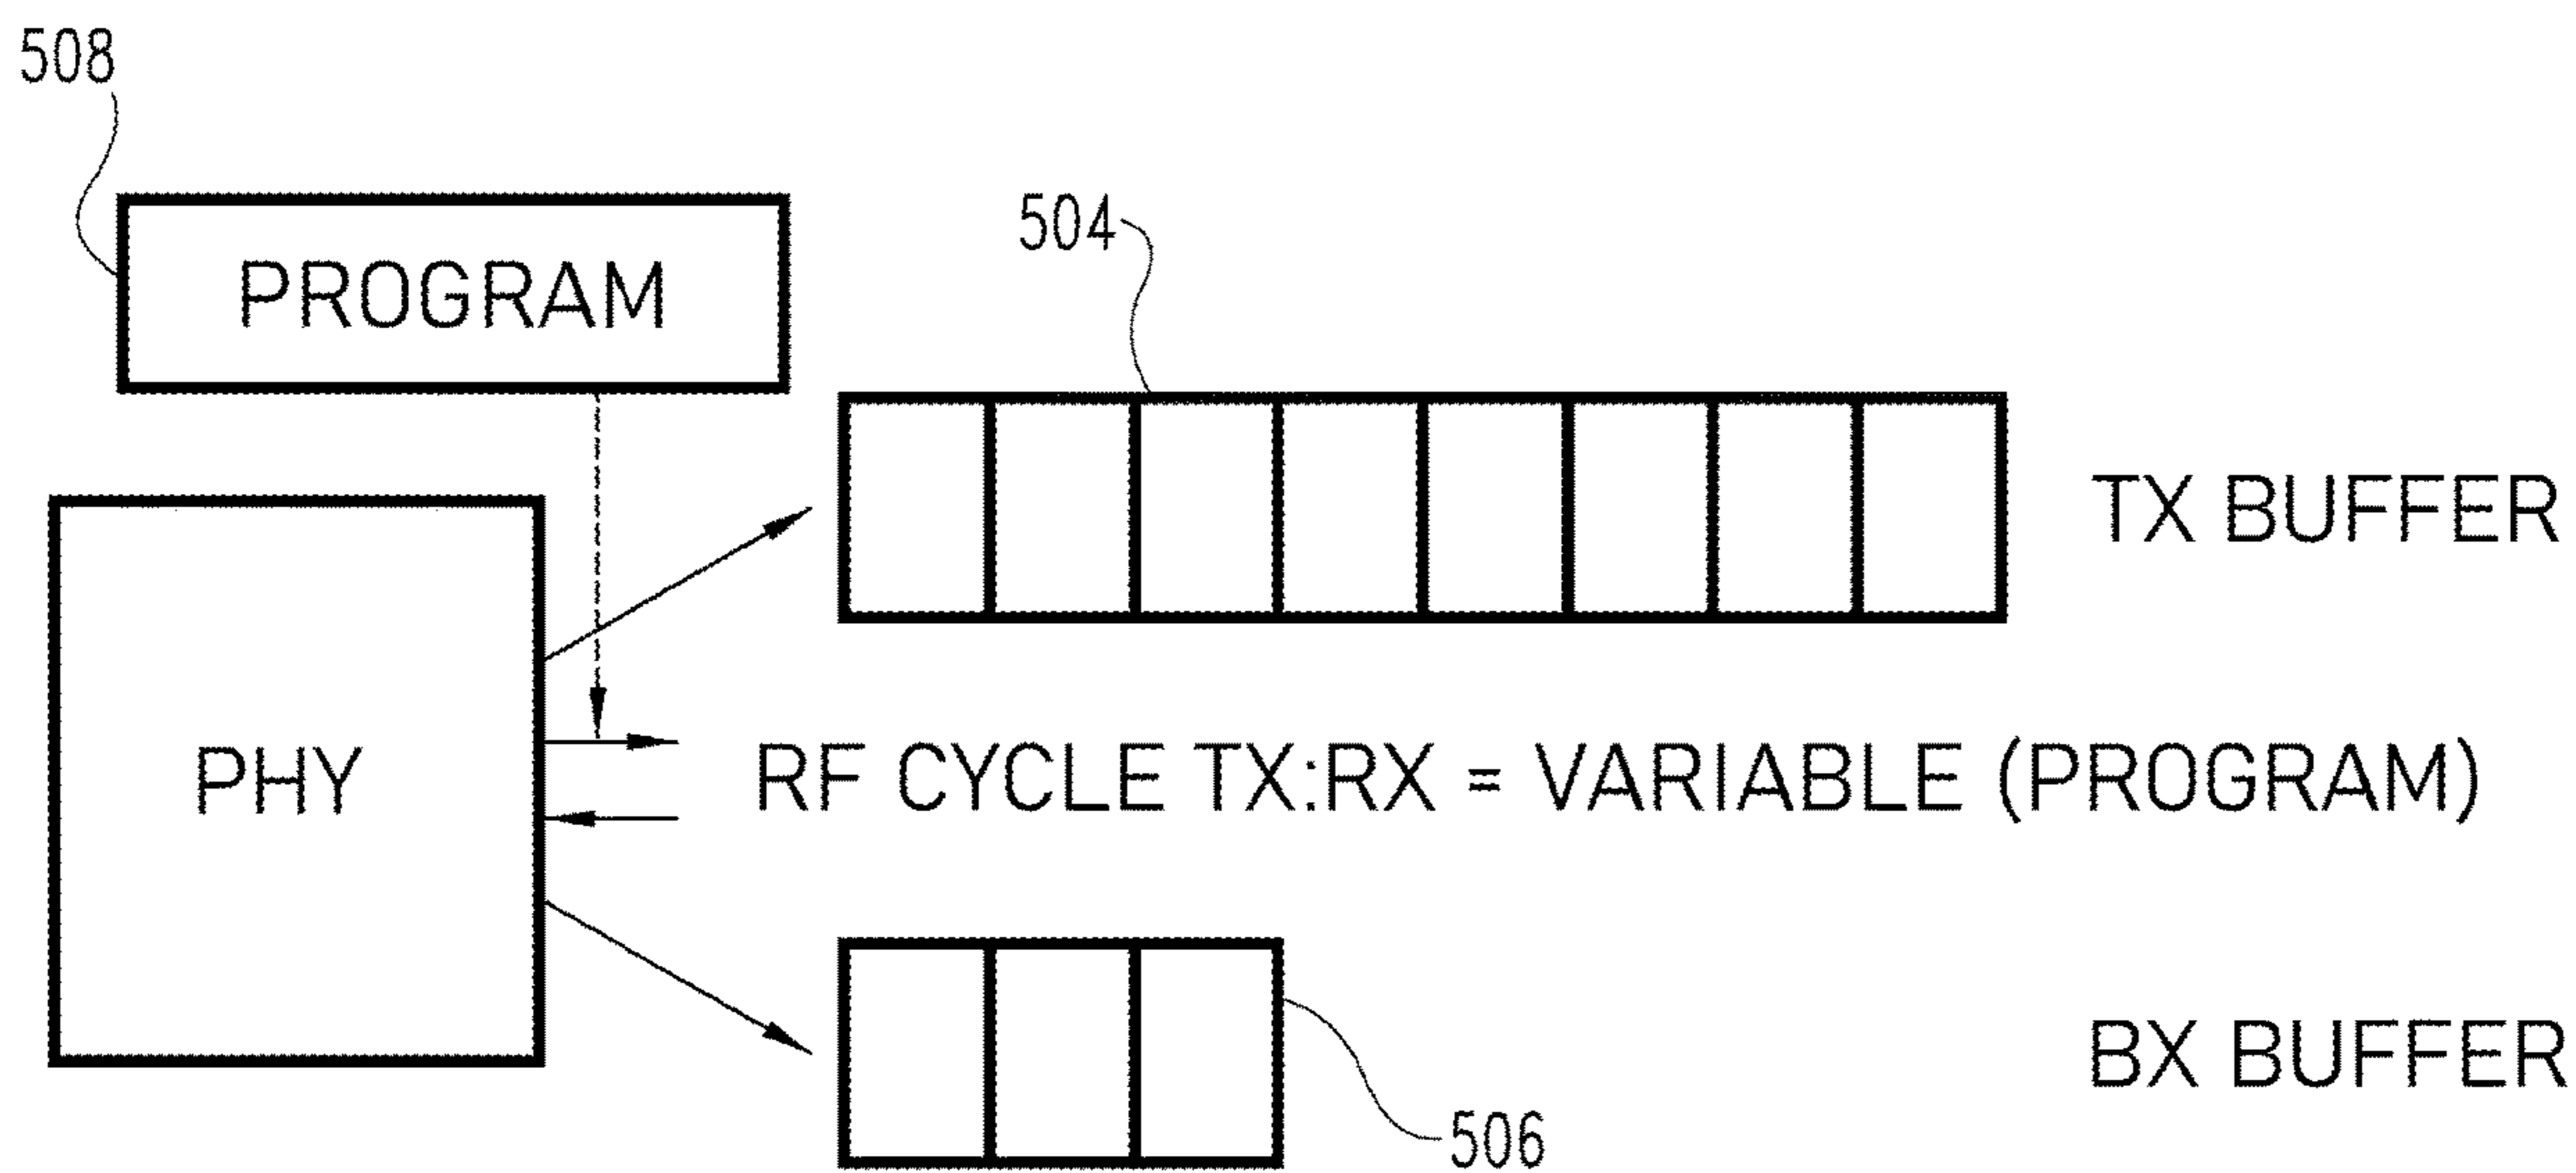 508
PROGRAM
504
TX BUFFER
PHY
RF CYCLE TX:RX = VARIABLE (PROGRAM)
BX BUFFER
506